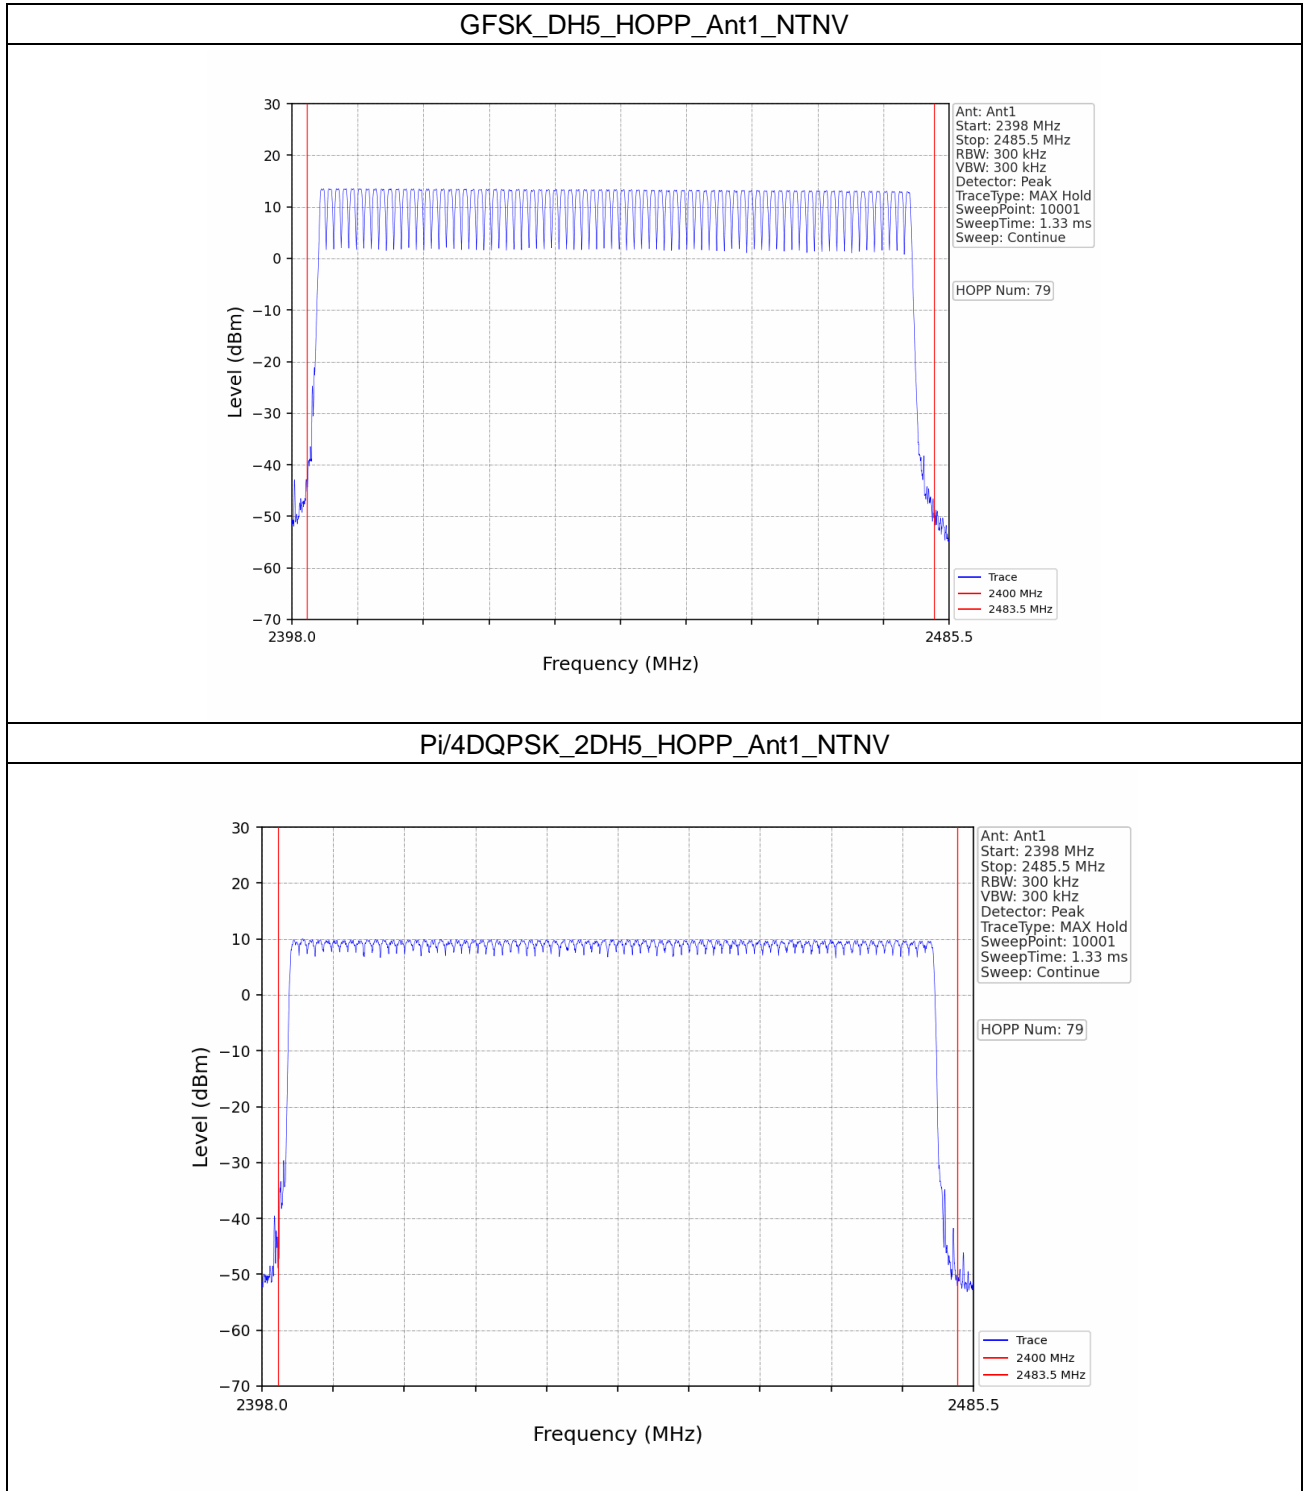 GFSK_DH5_HOPP_Ant1_NTNV
30
20
10
0
−10
−20
−30
−40
−50
−60
−70
Level (dBm)
2398.0
2485.5
Frequency (MHz)
Ant: Ant1
Start: 2398 MHz
Stop: 2485.5 MHz
RBW: 300 kHz
VBW: 300 kHz
Detector: Peak
TraceType: MAX Hold
SweepPoint: 10001
SweepTime: 1.33 ms
Sweep: Continue
HOPP Num: 79
Trace
2400 MHz
2483.5 MHz
Pi/4DQPSK_2DH5_HOPP_Ant1_NTNV
30
20
10
0
−10
−20
−30
−40
−50
−60
−70
Level (dBm)
2398.0
2485.5
Frequency (MHz)
Ant: Ant1
Start: 2398 MHz
Stop: 2485.5 MHz
RBW: 300 kHz
VBW: 300 kHz
Detector: Peak
TraceType: MAX Hold
SweepPoint: 10001
SweepTime: 1.33 ms
Sweep: Continue
HOPP Num: 79
Trace
2400 MHz
2483.5 MHz